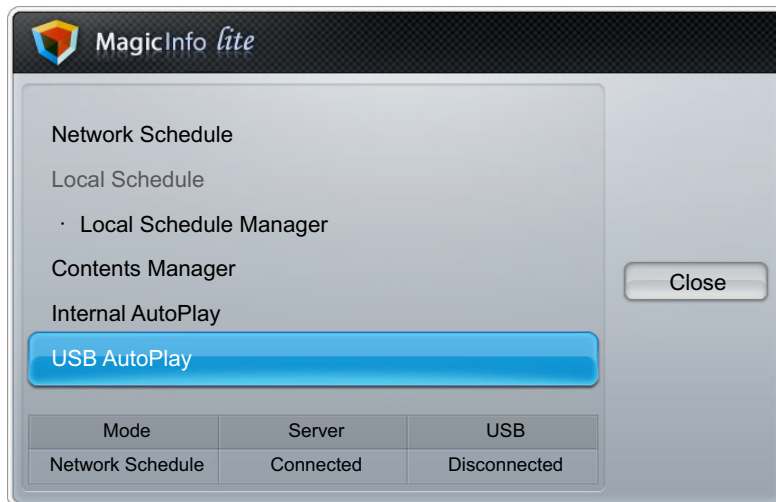 MagicInfo lite
Network Schedule
Local Schedule
· Local Schedule Manager
Contents Manager
Close
Internal AutoPlay
USB AutoPlay
Mode Server USB
Network Schedule Connected Disconnected